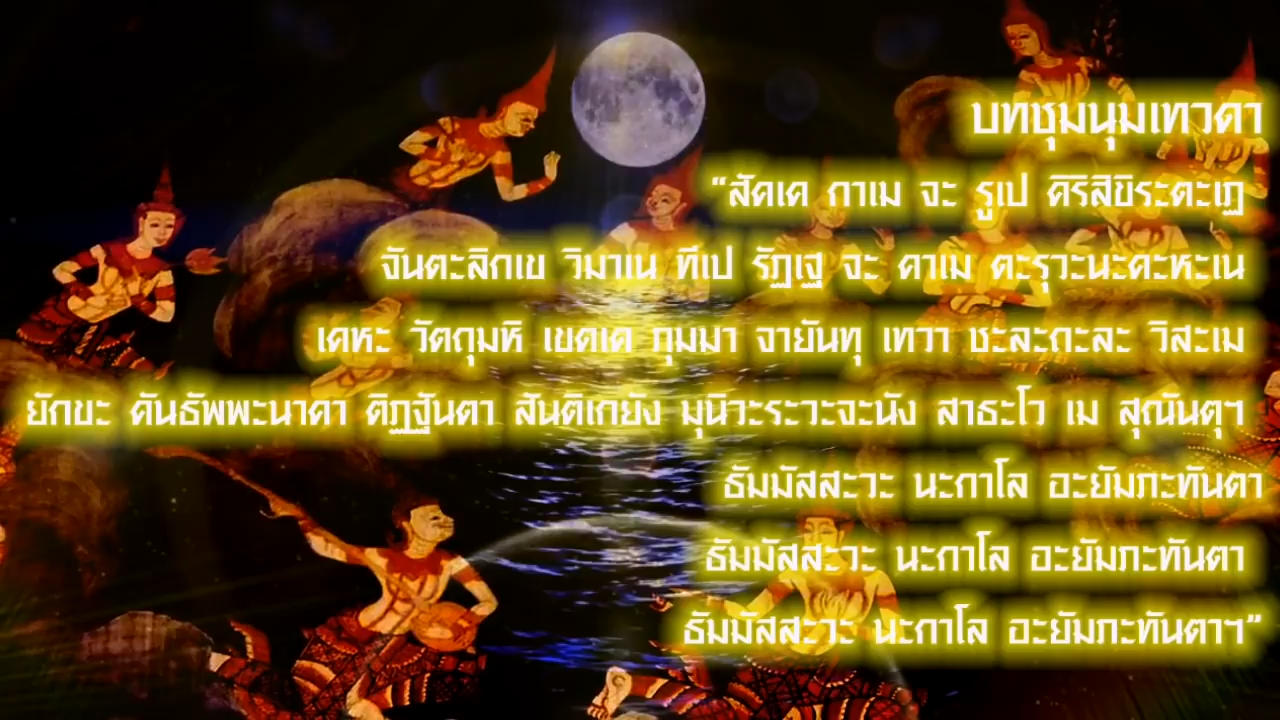 บทชุมนุมเทวดา
“สัคเค กาเม จะ รูเป คิริสิขิระตะเฏ
จันตะลิกเข วิมาเน ทีเป รัฏเฐ จะ คาเม ตะรุวะนะคะหะเน
เคหะ วัตถุมหิ เขตเต ภุมมา จายันทุ เทวา ชะละถะละ วิสะเม
ยักขะ คันธัพพะนาคา ติฏฐันตา สันติเกยัง มุนิวะระวะจะนัง สาธะโว เม สุณันตุฯ
ธัมมัสสะวะ นะกาโล อะยัมภะทันตา
ธัมมัสสะวะ นะกาโล อะยัมภะทันตา
ธัมมัสสะวะ นะกาโล อะยัมภะทันตาฯ”